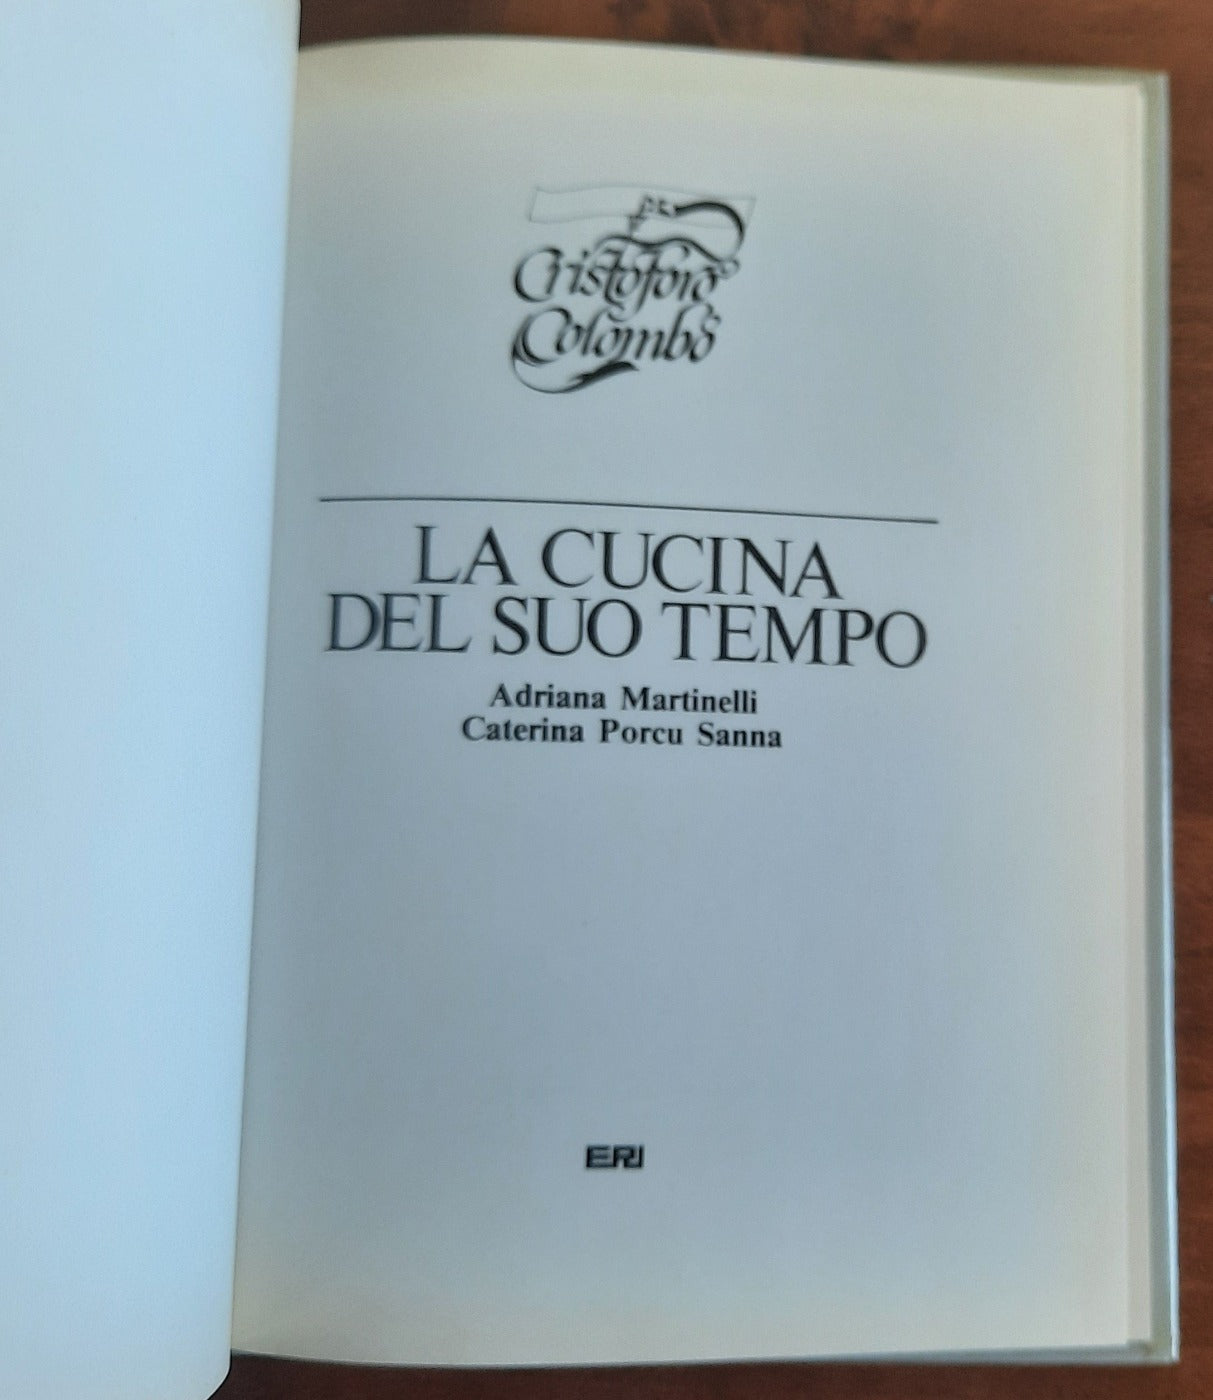 Cristoforo
Colombo
LA CUCINA
DEL SUO TEMPO
Adriana Martinelli
Caterina Porcu Sanna
ERI